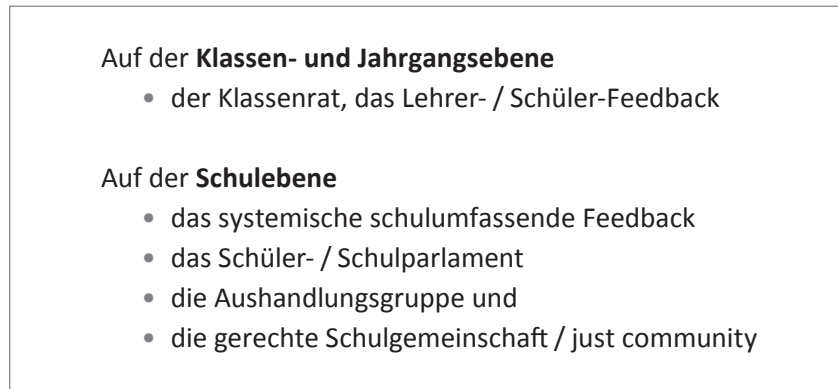 Auf der Klassen- und Jahrgangsebene
• der Klassenrat, das Lehrer- / Schüler-Feedback
Auf der Schulebene
• das systemische schulumfassende Feedback
• das Schüler- / Schulparlament
• die Aushandlungsgruppe und
• die gerechte Schulgemeinschaft / just community